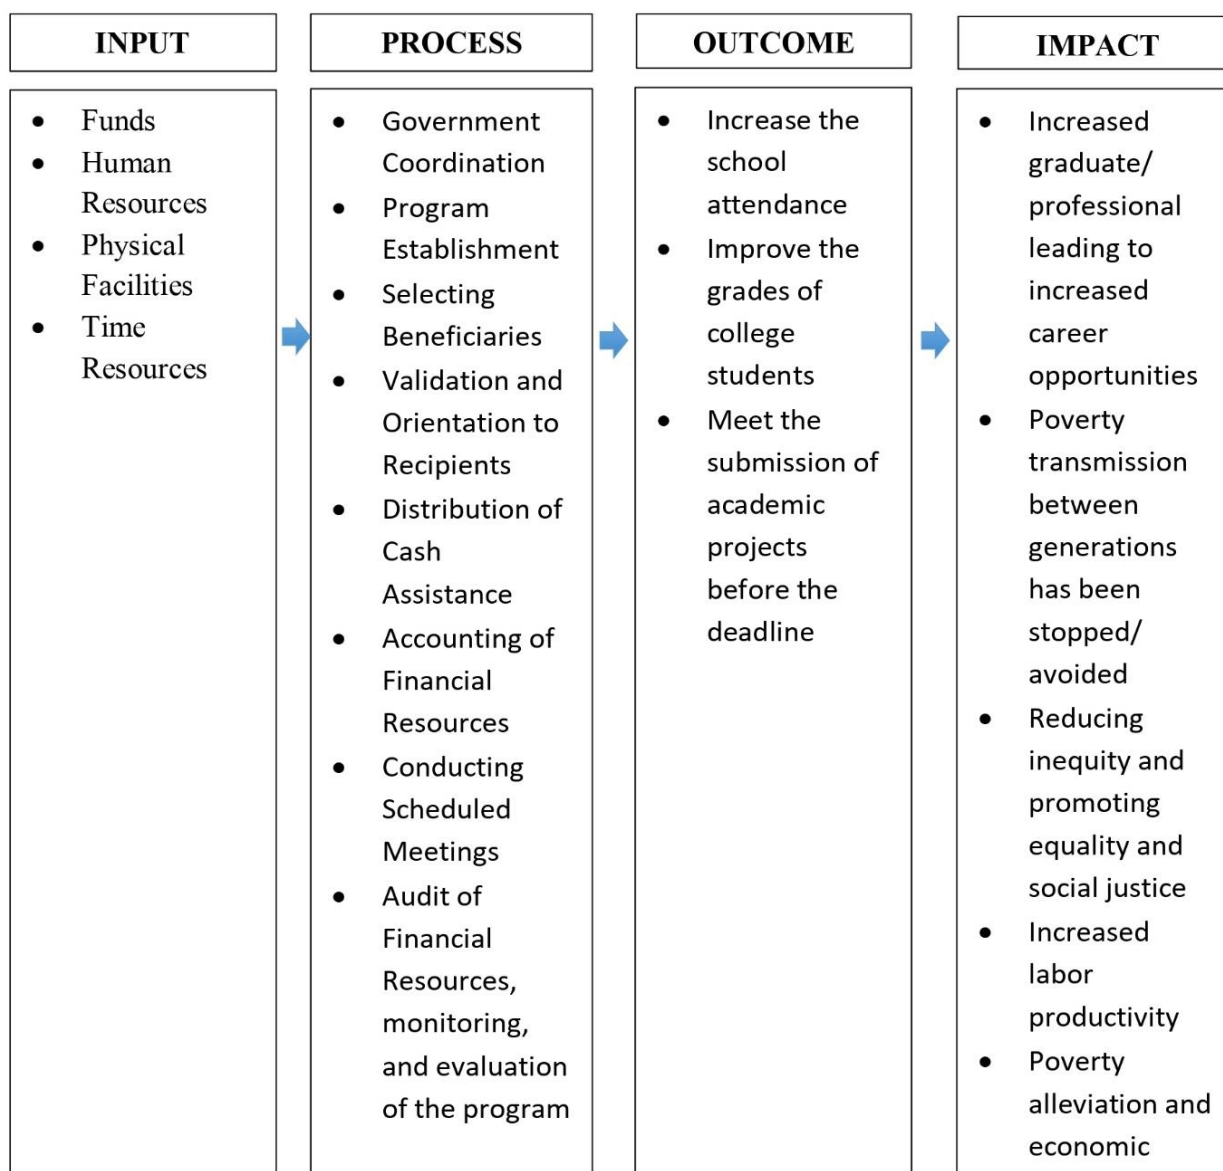 INPUT
• Funds
• Human
Resources
• Physical
Facilities
• Time
Resources
PROCESS
• Government
Coordination
• Program
Establishment
• Selecting
Beneficiaries
• Validation and
Orientation to
Recipients
• Distribution of
Cash
Assistance
• Accounting of
Financial
Resources
• Conducting
Scheduled
Meetings
• Audit of
Financial
Resources,
monitoring,
and evaluation
of the program
OUTCOME
• Increase the
school
attendance
• Improve the
grades of
college
students
• Meet the
submission of
academic
projects
before the
deadline
IMPACT
• Increased
graduate/
professional
leading to
increased
career
opportunities
• Poverty
transmission
between
generations
has been
stopped/
avoided
• Reducing
inequity and
promoting
equality and
social justice
• Increased
labor
productivity
• Poverty
alleviation and
economic